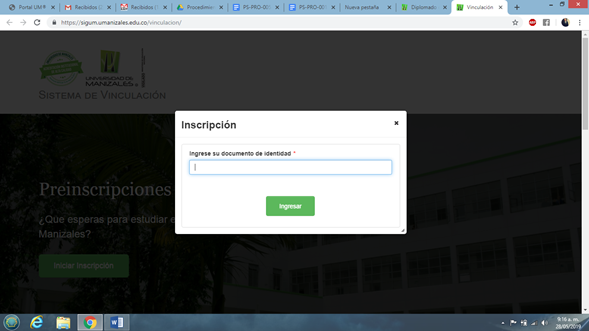 Portal UM
Recibidos
Recibidos
Procedimien
PS-PRO-00
PS-PRO-00
Nueva pestaña
Diplomado
Vinculación
https://sigum.umanizales.edu.co/vinculacion/
UNIVERSIDAD DE
MANIZALES
SISTEMA DE VINCULACIÓN
Inscripción
Ingrese su documento de identidad *
Ingresar
Preinscripciones
¿Que esperas para estudiar e
Manizales?
Iniciar Inscripción
9:16 a. m.
28/05/2019